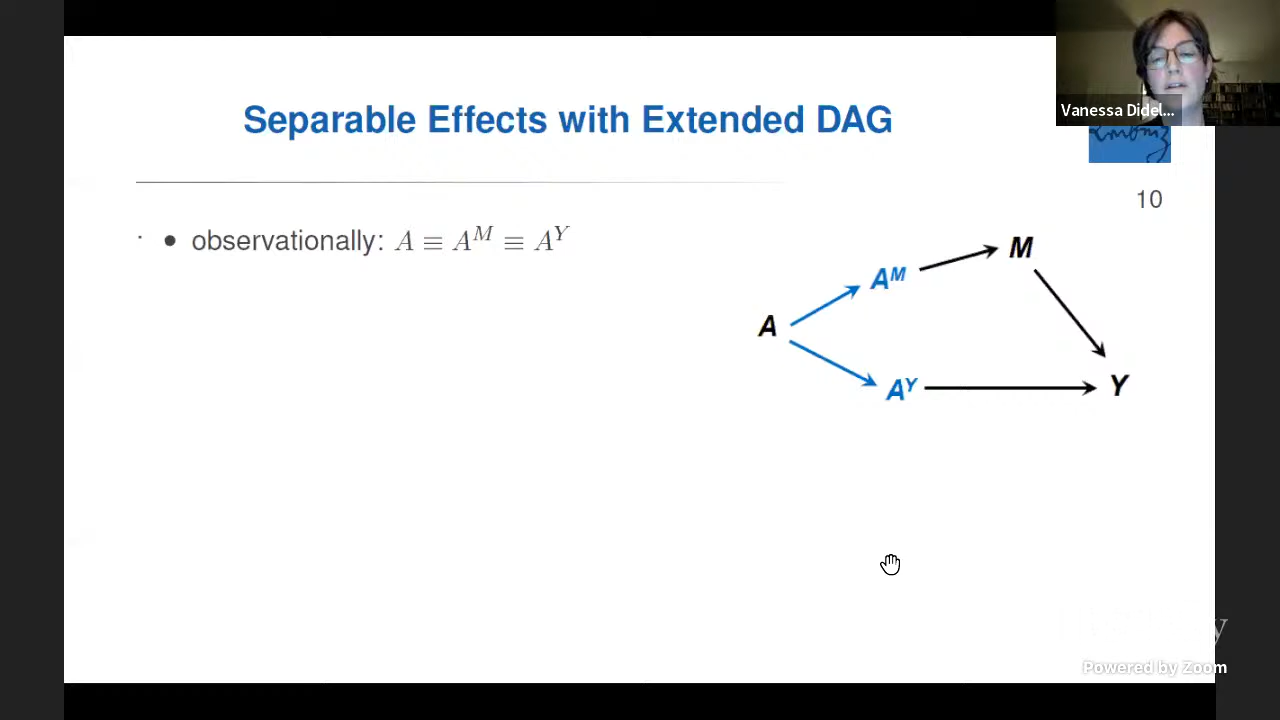 Separable Effects with Extended DAG
Vanessa Didel...
10
• observationally: A ≡ A^M ≡ A^Y
A
A^M
M
A^Y
Y
Powered by Zoom